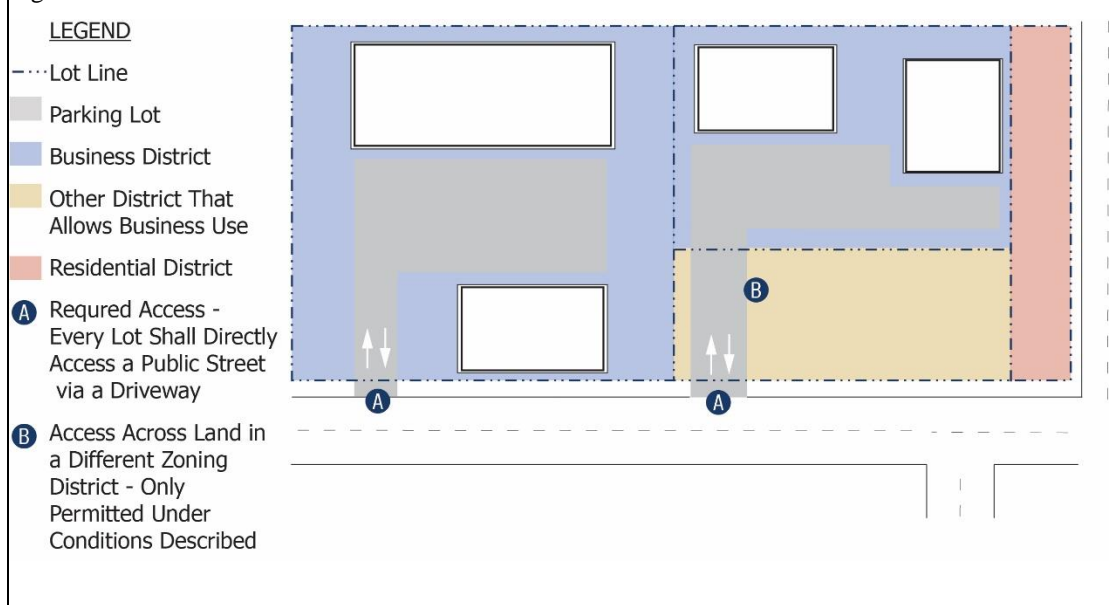 LEGEND
Lot Line
Parking Lot
Business District
Other District That
Allows Business Use
Residential District
A Requred Access -
Every Lot Shall Directly
Access a Public Street
via a Driveway
B Access Across Land in
a Different Zoning
District - Only
Permitted Under
Conditions Described
B
A
A